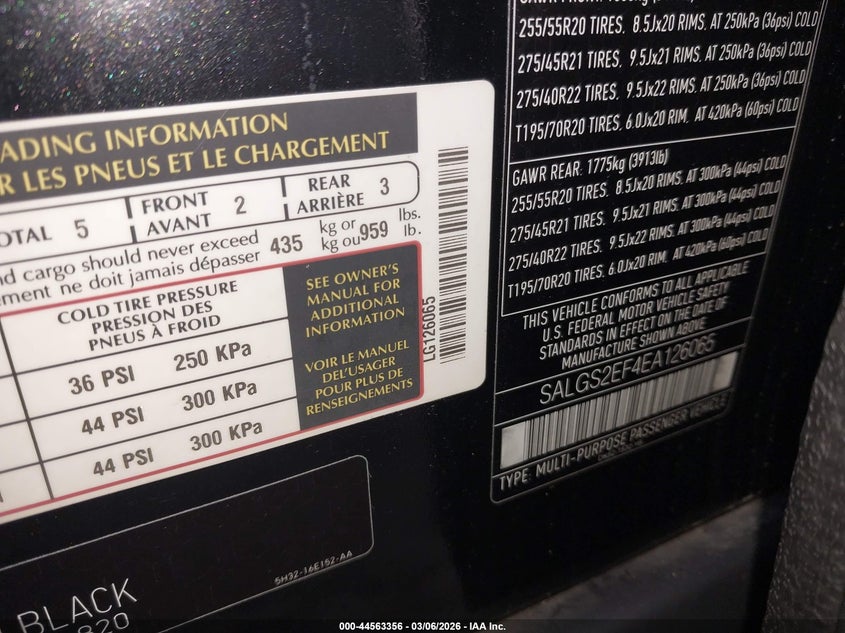 ADING INFORMATION
R LES PNEUS ET LE CHARGEMENT
OTAL 5
FRONT
AVANT 2
REAR
ARRIÈRE 3
nd cargo should never exceed
ement ne doit jamais dépasser
435 kg or
kg ou 959 lbs.
lb.
COLD TIRE PRESSURE
PRESSION DES
PNEUS À FROID
36 PSI 250 KPa
44 PSI 300 KPa
44 PSI 300 KPa
SEE OWNER'S
MANUAL FOR
ADDITIONAL
INFORMATION
VOIR LE MANUEL
DEL'USAGER
POUR PLUS DE
RENSEIGNEMENTS
LG126065
BLACK
820
5H32-16E152-AA
255/55R20 TIRES. 8.5Jx20 RIMS. AT 250kPa (36psi) COLD
275/45R21 TIRES. 9.5Jx21 RIMS. AT 250kPa (36psi) COLD
275/40R22 TIRES. 9.5Jx22 RIMS. AT 250kPa (36psi) COLD
T195/70R20 TIRES. 6.0Jx20 RIM. AT 420kPa (60psi) COLD
GAWR REAR: 1775kg (3913lb)
255/55R20 TIRES. 8.5Jx20 RIMS. AT 300kPa (44psi) COLD
275/45R21 TIRES. 9.5Jx21 RIMS. AT 300kPa (44psi) COLD
275/40R22 TIRES. 9.5Jx22 RIMS. AT 300kPa (44psi) COLD
T195/70R20 TIRES. 6.0Jx20 RIM. AT 420kPa (60psi) COLD
THIS VEHICLE CONFORMS TO ALL APPLICABLE
U.S. FEDERAL MOTOR VEHICLE SAFETY
STANDARDS IN EFFECT ON THE DATE OF
MANUFACTURE SHOWN ABOVE
SALGS2EF4EA126065
TYPE: MULTI-PURPOSE PASSENGER VEHICLE
000-44563356 - 03/06/2026 - IAA Inc.